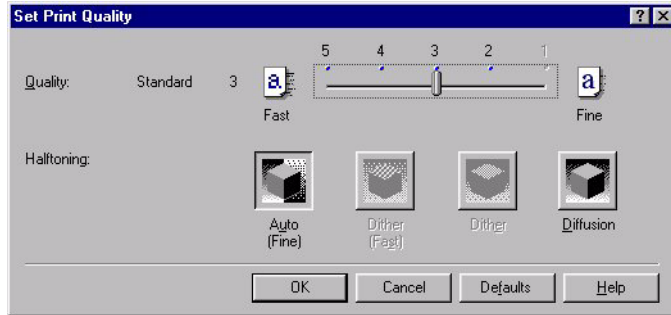 Set Print Quality
5 4 3 2 1
Quality: Standard 3 a a
Fast Fine
Halftoning:
Auto (Fine) Dither (Fast) Dither Diffusion
OK Cancel Defaults Help